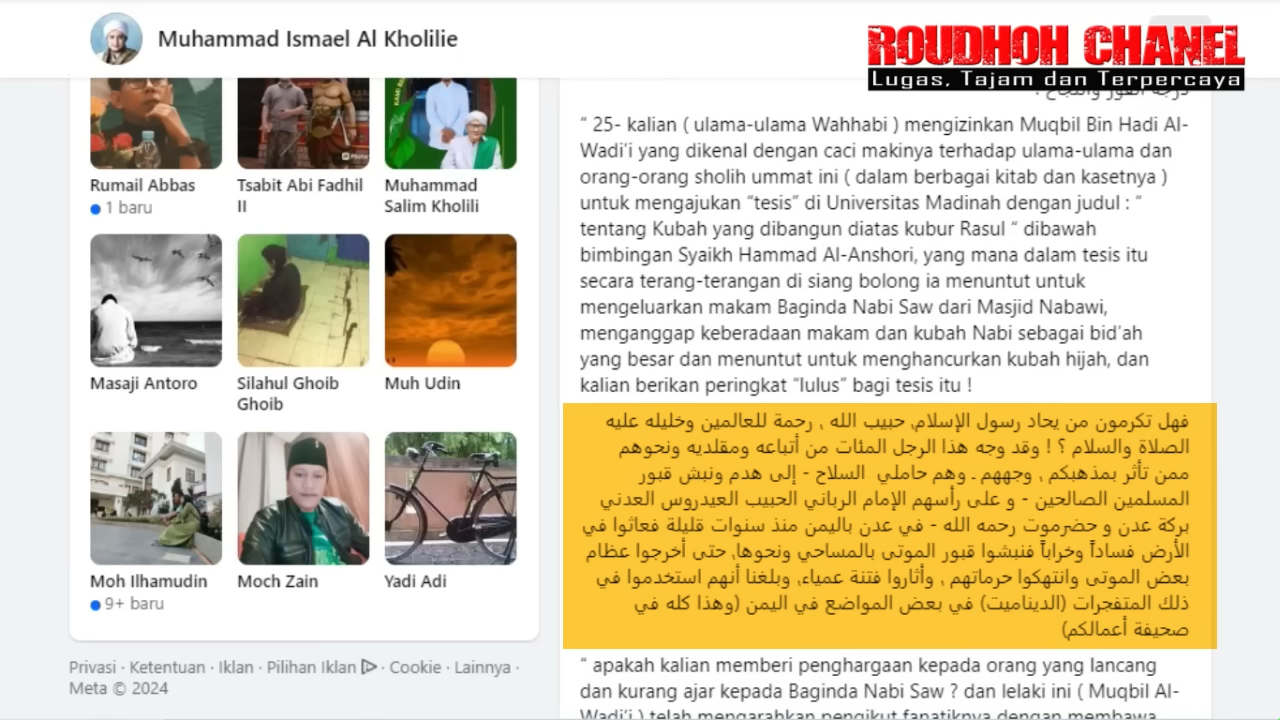 Muhammad Ismael Al Kholilie
ROUDHOH CHANEL
Lugas, Tajam dan Terpercaya
Rumail Abbas
1 baru
Tsabit Abi Fadhil
II
Muhammad
Salim Kholili
Masaji Antoro
Silahul Ghoib
Ghoib
Muh Udin
Moh Ilhamudin
9+ baru
Moch Zain
Yadi Adi
Privasi · Ketentuan · Iklan · Pilihan Iklan · Cookie · Lainnya ·
Meta © 2024
“ 25- kalian ( ulama-ulama Wahhabi ) mengizinkan Muqbil Bin Hadi Al-
Wadi’i yang dikenal dengan caci makinya terhadap ulama-ulama dan
orang-orang sholih ummat ini ( dalam berbagai kitab dan kasetnya )
untuk mengajukan “tesis” di Universitas Madinah dengan judul : “
tentang Kubah yang dibangun diatas kubur Rasul “ dibawah
bimbingan Syaikh Hammad Al-Anshori, yang mana dalam tesis itu
secara terang-terangan di siang bolong ia menuntut untuk
mengeluarkan makam Baginda Nabi Saw dari Masjid Nabawi,
menganggap keberadaan makam dan kubah Nabi sebagai bid’ah
yang besar dan menuntut untuk menghancurkan kubah hijah, dan
kalian berikan peringkat “lulus” bagi tesis itu !
فهل تكرمون من يحاد رسول الإسلام, حبيب الله , رحمة للعالمين وخليله عليه
الصلاة والسلام ؟ ! وقد وجه هذا الرجل المئات من أتباعه ومقلديه ونحوهم
ممن تأثر بمذهبكم , وجههم ـ وهم حاملي السلاح - إلى هدم ونبش قبور
المسلمين الصالحين - و على رأسهم الإمام الرباني الحبيب العيدروس العدني
بركة عدن و حضرموت رحمه الله - في عدن باليمن منذ سنوات قليلة فعاثوا في
الأرض فساداً وخراباً فنبشوا قبور الموتى بالمساحي ونحوها, حتى أخرجوا عظام
بعض الموتى وانتهكوا حرماتهم , وأثاروا فتنة عمياء, وبلغنا أنهم استخدموا في
ذلك المتفجرات (الديناميت) في بعض المواضع في اليمن (وهذا كله في
صحيفة أعمالكم)
“ apakah kalian memberi penghargaan kepada orang yang lancang
dan kurang ajar kepada Baginda Nabi Saw ? dan lelaki ini ( Muqbil Al-
Wadi’i ) telah mengarahkan pengikut fanatiknya dengan membawa